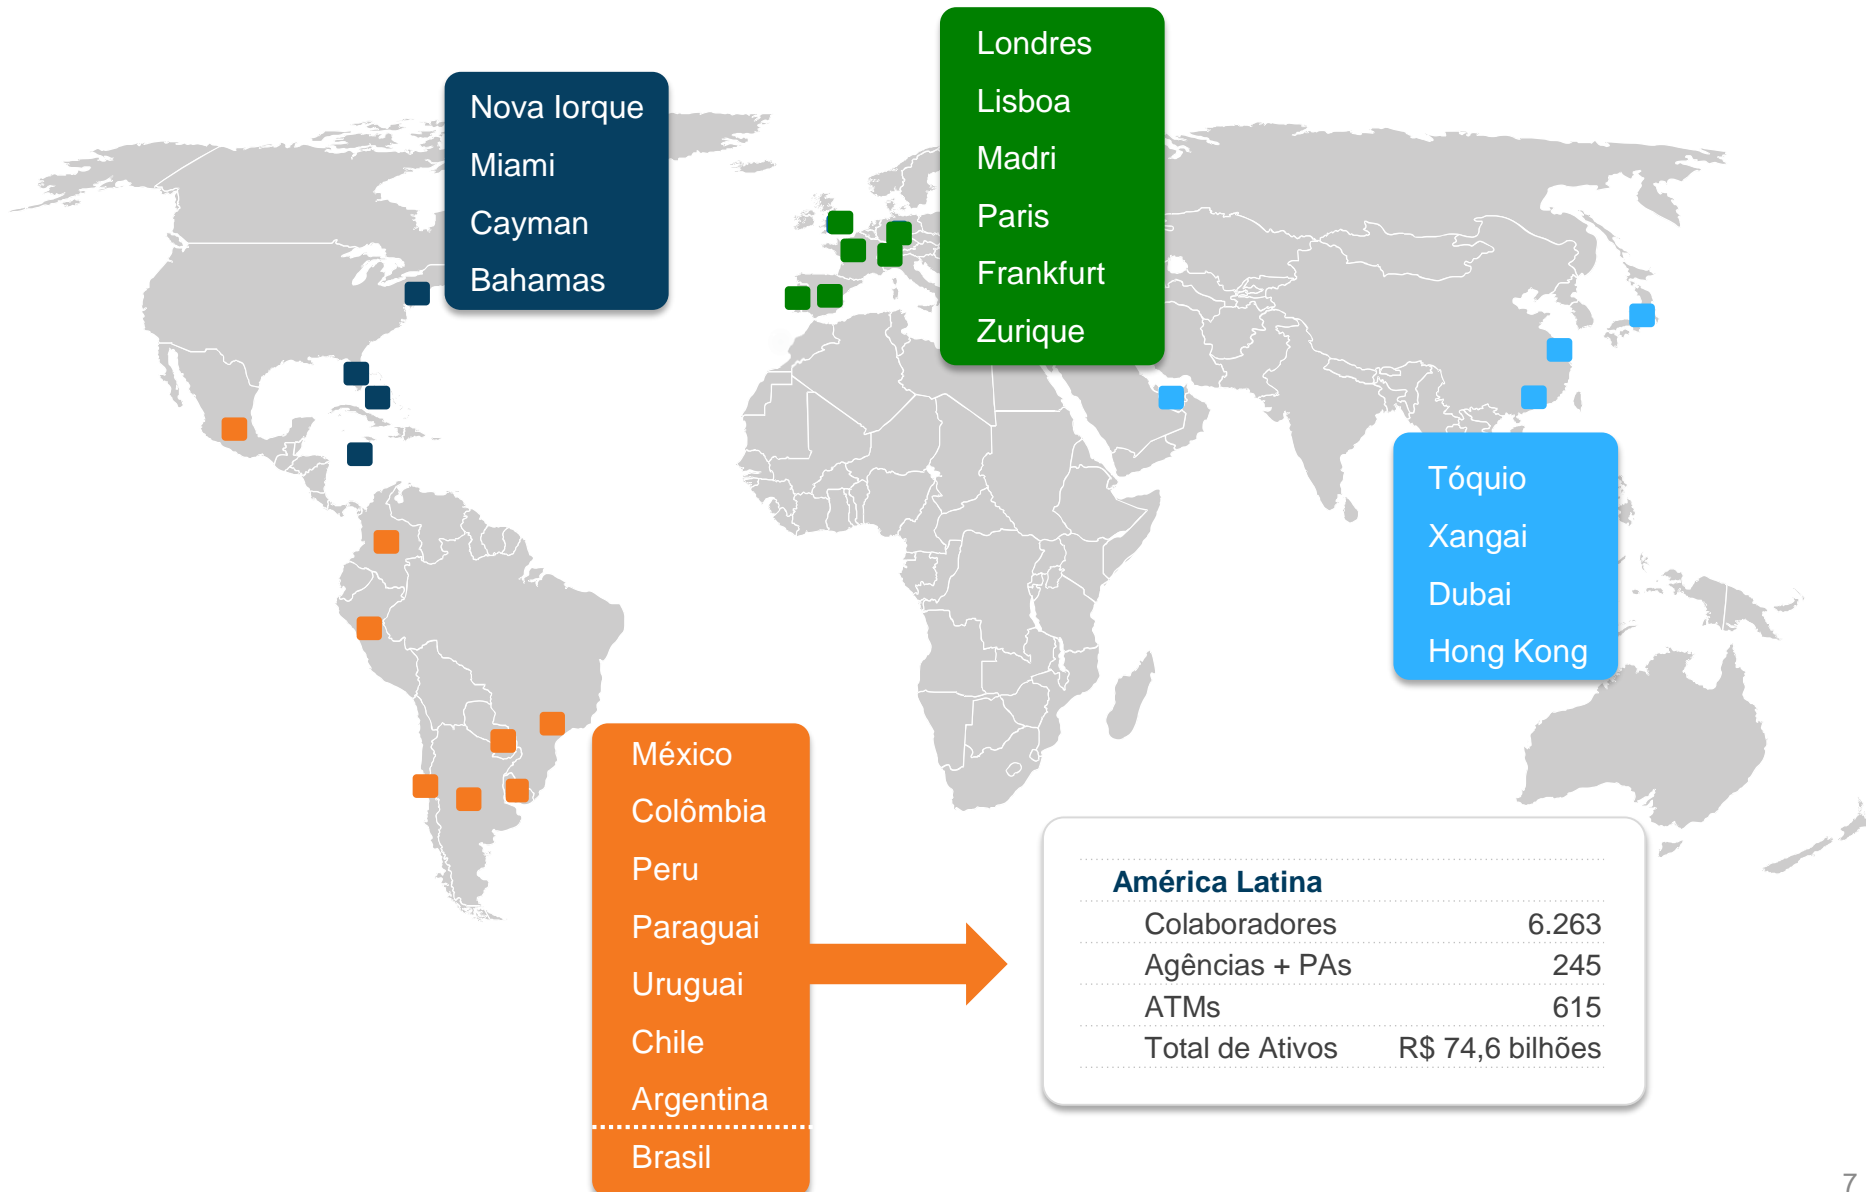 Nova Iorque
Miami
Cayman
Bahamas
Londres
Lisboa
Madri
Paris
Frankfurt
Zurique
Tóquio
Xangai
Dubai
Hong Kong
México
Colômbia
Peru
Paraguai
Uruguai
Chile
Argentina
Brasil
América Latina
Colaboradores 6.263
Agências + PAs 245
ATMs 615
Total de Ativos R$ 74,6 bilhões
7